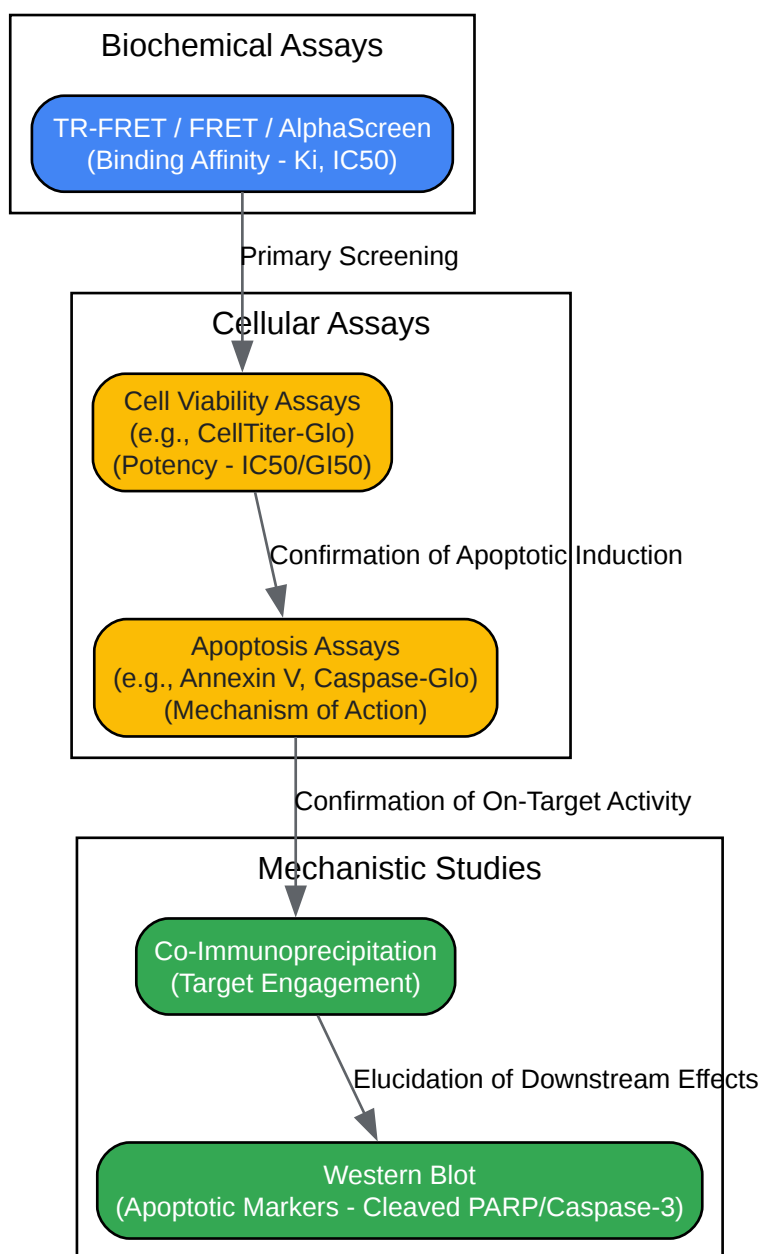 Biochemical Assays
TR-FRET / FRET / AlphaScreen
(Binding Affinity - Ki, IC50)
Primary Screening
Cellular Assays
Cell Viability Assays
(e.g., CellTiter-Glo)
(Potency - IC50/GI50)
Confirmation of Apoptotic Induction
Apoptosis Assays
(e.g., Annexin V, Caspase-Glo)
(Mechanism of Action)
Confirmation of On-Target Activity
Mechanistic Studies
Co-Immunoprecipitation
(Target Engagement)
Elucidation of Downstream Effects
Western Blot
(Apoptotic Markers - Cleaved PARP/Caspase-3)